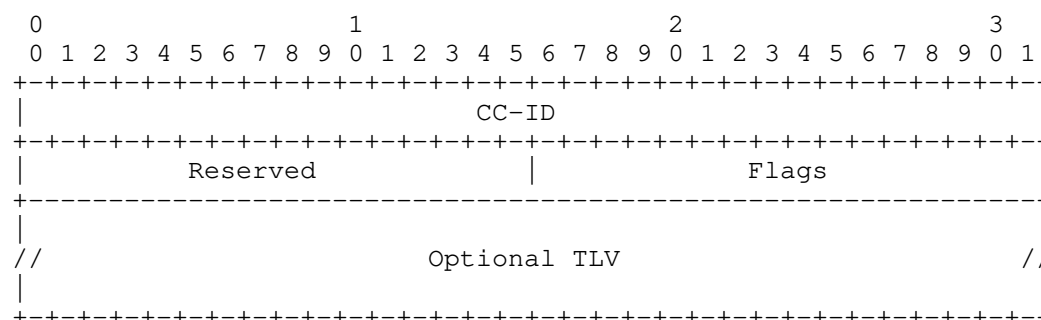 0                   1                   2                   3
 0 1 2 3 4 5 6 7 8 9 0 1 2 3 4 5 6 7 8 9 0 1 2 3 4 5 6 7 8 9 0 1
+-+-+-+-+-+-+-+-+-+-+-+-+-+-+-+-+-+-+-+-+-+-+-+-+-+-+-+-+-+-+-+-
|                            CC-ID
+-+-+-+-+-+-+-+-+-+-+-+-+-+-+-+-+-+-+-+-+-+-+-+-+-+-+-+-+-+-+-+-
|          Reserved             |             Flags
+----------------------------------------------------------------
|
//                        Optional TLV                         //
|
+-+-+-+-+-+-+-+-+-+-+-+-+-+-+-+-+-+-+-+-+-+-+-+-+-+-+-+-+-+-+-+-